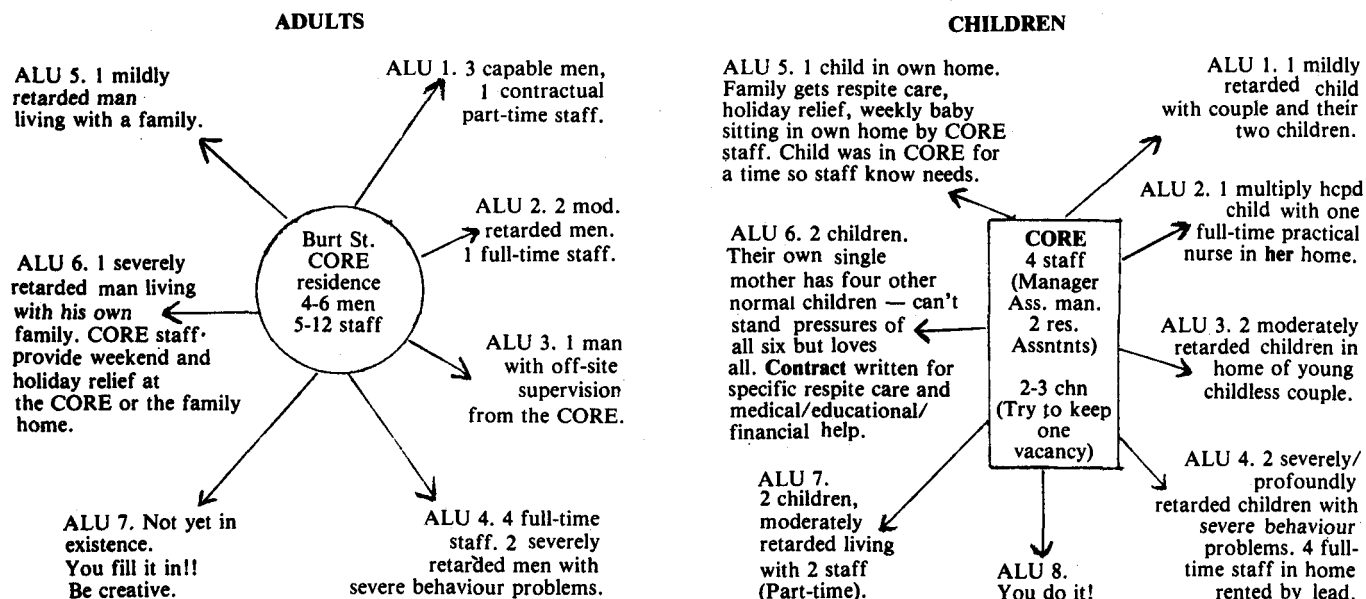 ADULTS
ALU 5. 1 mildly
retarded man
living with a family.
ALU 1. 3 capable men,
1 contractual
part-time staff.
ALU 2. 2 mod.
retarded men.
1 full-time staff.
Burt St.
CORE
residence
4-6 men
5-12 staff
ALU 6. 1 severely
retarded man living
with his own
family. CORE staff
provide weekend and
holiday relief at
the CORE or the family
home.
ALU 3. 1 man
with off-site
supervision
from the CORE.
ALU 7. Not yet in
existence.
You fill it in!!
Be creative.
ALU 4. 4 full-time
staff. 2 severely
retarded men with
severe behaviour problems.
CHILDREN
ALU 5. 1 child in own home.
Family gets respite care,
holiday relief, weekly baby
sitting in own home by CORE
staff. Child was in CORE for
a time so staff know needs.
ALU 1. 1 mildly
retarded child
with couple and their
two children.
ALU 2. 1 multiply hcpd
child with one
full-time practical
nurse in her home.
ALU 6. 2 children.
Their own single
mother has four other
normal children — can't
stand pressures of
all six but loves
all. Contract written for
specific respite care and
medical/educational/
financial help.
CORE
4 staff
(Manager
Ass. man.
2 res.
Assntnts)
2-3 chn
(Try to keep
one
vacancy)
ALU 3. 2 moderately
retarded children in
home of young
childless couple.
ALU 7.
2 children,
moderately
retarded living
with 2 staff
(Part-time).
ALU 8.
You do it!
ALU 4. 2 severely/
profoundly
retarded children with
severe behaviour
problems. 4 full-
time staff in home
rented by lead.